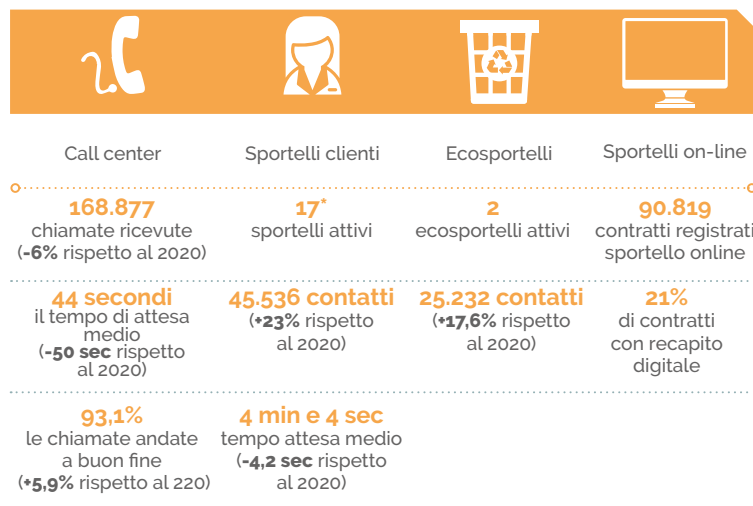 Call center
Sportelli clienti
Ecosportelli
Sportelli on-line
168.877
chiamate ricevute
(-6% rispetto al 2020)
17*
sportelli attivi
2
ecosportelli attivi
90.819
contratti registrati
sportello online
44 secondi
il tempo di attesa
medio
(-50 sec rispetto
al 2020)
45.536 contatti
(+23% rispetto
al 2020)
25.232 contatti
(+17,6% rispetto
al 2020)
21%
di contratti
con recapito
digitale
93,1%
le chiamate andate
a buon fine
(+5,9% rispetto al 220)
4 min e 4 sec
tempo attesa medio
(-4,2 sec rispetto
al 2020)